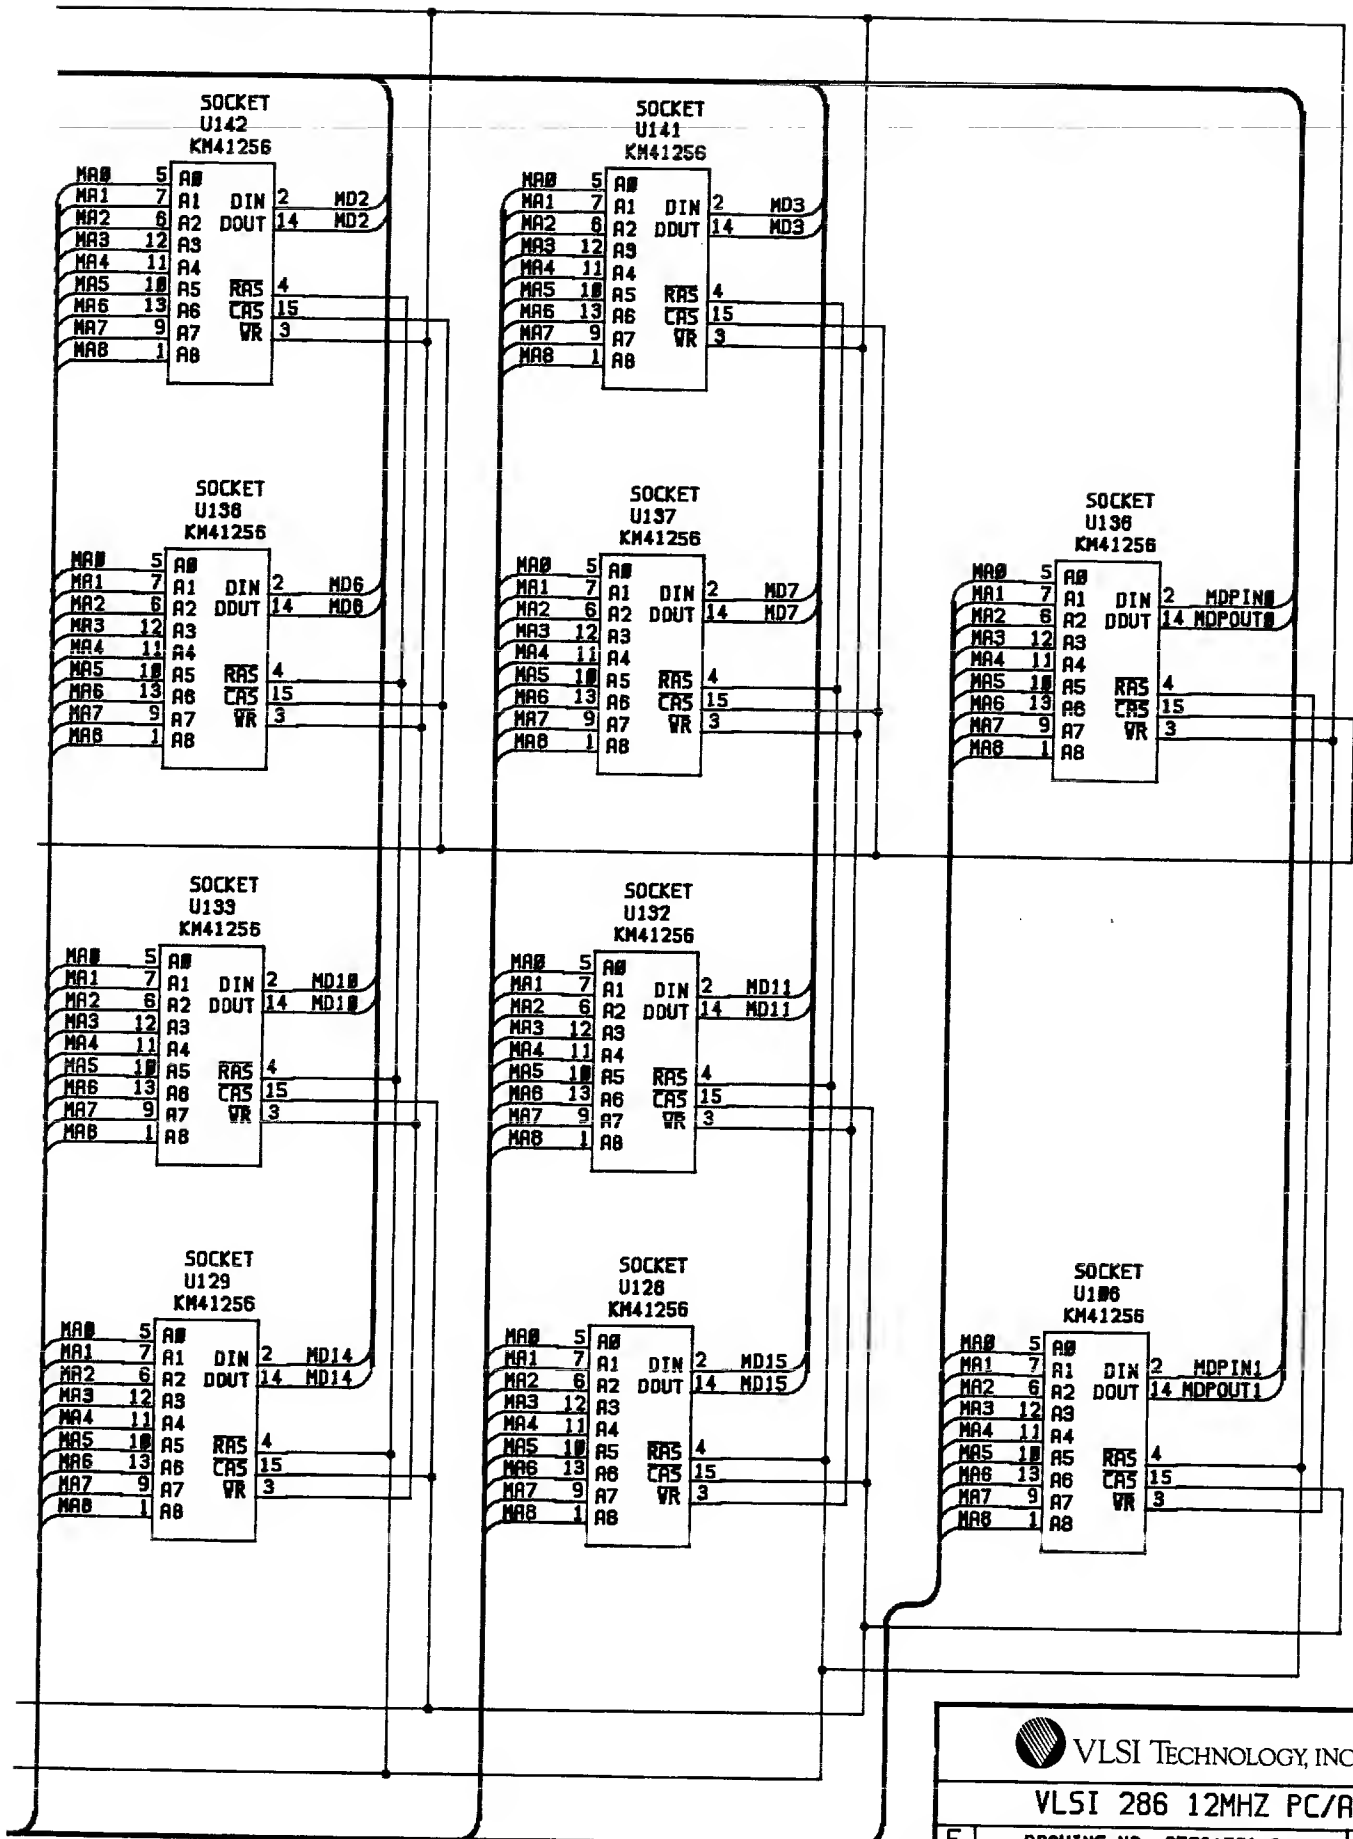 SOCKET
U142
KM41256
MA0 5 A0
MA1 7 A1 DIN 2 MD2
MA2 6 A2 DOUT 14 MD2
MA3 12 A3
MA4 11 A4
MA5 10 A5 RAS 4
MA6 13 A6 CAS 15
MA7 9 A7 WR 3
MA8 1 A8
SOCKET
U141
KM41256
MA0 5 A0
MA1 7 A1 DIN 2 MD3
MA2 6 A2 DOUT 14 MD3
MA3 12 A3
MA4 11 A4
MA5 10 A5 RAS 4
MA6 13 A6 CAS 15
MA7 9 A7 WR 3
MA8 1 A8
SOCKET
U138
KM41256
MA0 5 A0
MA1 7 A1 DIN 2 MD6
MA2 6 A2 DOUT 14 MD6
MA3 12 A3
MA4 11 A4
MA5 10 A5 RAS 4
MA6 13 A6 CAS 15
MA7 9 A7 WR 3
MA8 1 A8
SOCKET
U137
KM41256
MA0 5 A0
MA1 7 A1 DIN 2 MD7
MA2 6 A2 DOUT 14 MD7
MA3 12 A3
MA4 11 A4
MA5 10 A5 RAS 4
MA6 13 A6 CAS 15
MA7 9 A7 WR 3
MA8 1 A8
SOCKET
U136
KM41256
MA0 5 A0
MA1 7 A1 DIN 2 MDPIN0
MA2 6 A2 DOUT 14 MDPOUT0
MA3 12 A3
MA4 11 A4
MA5 10 A5 RAS 4
MA6 13 A6 CAS 15
MA7 9 A7 WR 3
MA8 1 A8
SOCKET
U133
KM41256
MA0 5 A0
MA1 7 A1 DIN 2 MD10
MA2 6 A2 DOUT 14 MD10
MA3 12 A3
MA4 11 A4
MA5 10 A5 RAS 4
MA6 13 A6 CAS 15
MA7 9 A7 WR 3
MA8 1 A8
SOCKET
U132
KM41256
MA0 5 A0
MA1 7 A1 DIN 2 MD11
MA2 6 A2 DOUT 14 MD11
MA3 12 A3
MA4 11 A4
MA5 10 A5 RAS 4
MA6 13 A6 CAS 15
MA7 9 A7 WR 3
MA8 1 A8
SOCKET
U129
KM41256
MA0 5 A0
MA1 7 A1 DIN 2 MD14
MA2 6 A2 DOUT 14 MD14
MA3 12 A3
MA4 11 A4
MA5 10 A5 RAS 4
MA6 13 A6 CAS 15
MA7 9 A7 WR 3
MA8 1 A8
SOCKET
U128
KM41256
MA0 5 A0
MA1 7 A1 DIN 2 MD15
MA2 6 A2 DOUT 14 MD15
MA3 12 A3
MA4 11 A4
MA5 10 A5 RAS 4
MA6 13 A6 CAS 15
MA7 9 A7 WR 3
MA8 1 A8
SOCKET
U106
KM41256
MA0 5 A0
MA1 7 A1 DIN 2 MDPIN1
MA2 6 A2 DOUT 14 MDPOUT1
MA3 12 A3
MA4 11 A4
MA5 10 A5 RAS 4
MA6 13 A6 CAS 15
MA7 9 A7 WR 3
MA8 1 A8
VLSI TECHNOLOGY, INC
VLSI 286 12MHZ PC/A